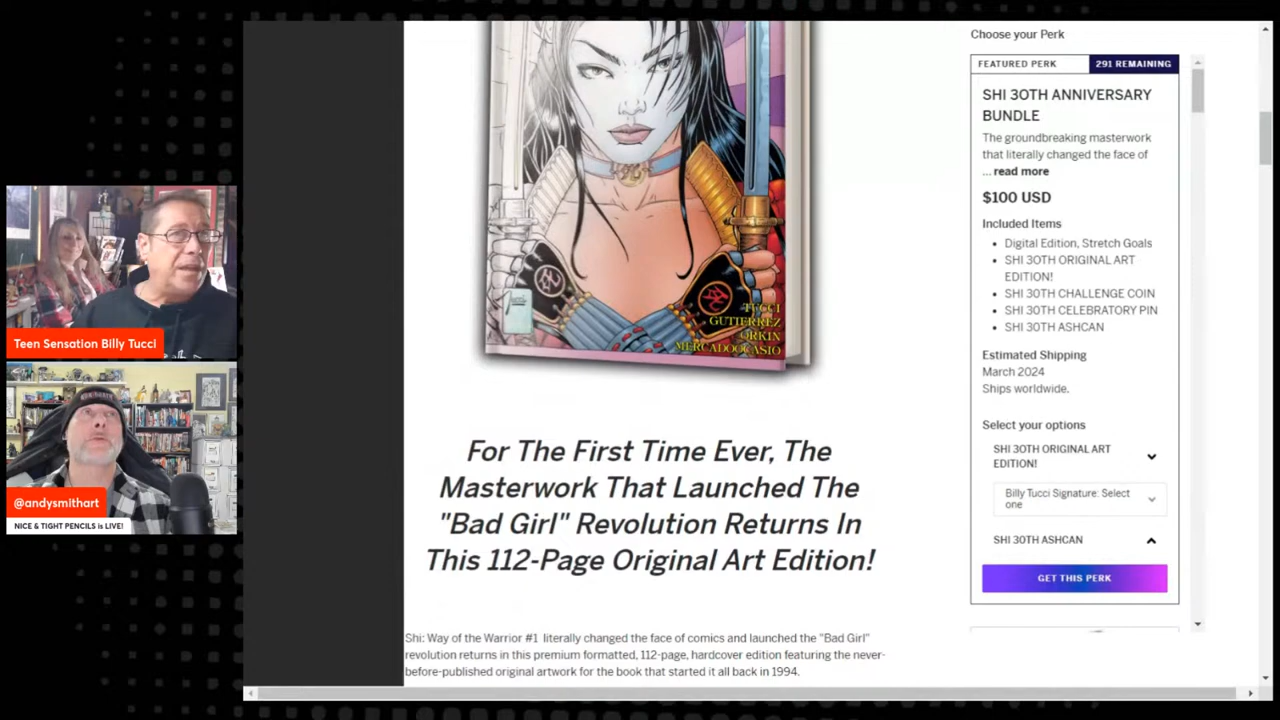 TUCCI
GUTIERREZ
ORKIN
MERCADOOCASIO
For The First Time Ever, The
Masterwork That Launched The
"Bad Girl" Revolution Returns In
This 112-Page Original Art Edition!
Shi: Way of the Warrior #1 literally changed the face of comics and launched the "Bad Girl"
revolution returns in this premium formatted, 112-page, hardcover edition featuring the never-
before-published original artwork for the book that started it all back in 1994.
Choose your Perk
FEATURED PERK
291 REMAINING
SHI 30TH ANNIVERSARY
BUNDLE
The groundbreaking masterwork
that literally changed the face of
... read more
$100 USD
Included Items
Digital Edition, Stretch Goals
SHI 30TH ORIGINAL ART
EDITION!
SHI 30TH CHALLENGE COIN
SHI 30TH CELEBRATORY PIN
SHI 30TH ASHCAN
Estimated Shipping
March 2024
Ships worldwide.
Select your options
SHI 30TH ORIGINAL ART
EDITION!
Billy Tucci Signature: Select
one
SHI 30TH ASHCAN
GET THIS PERK
Teen Sensation Billy Tucci
@andysmithart
NICE & TIGHT PENCILS is LIVE!